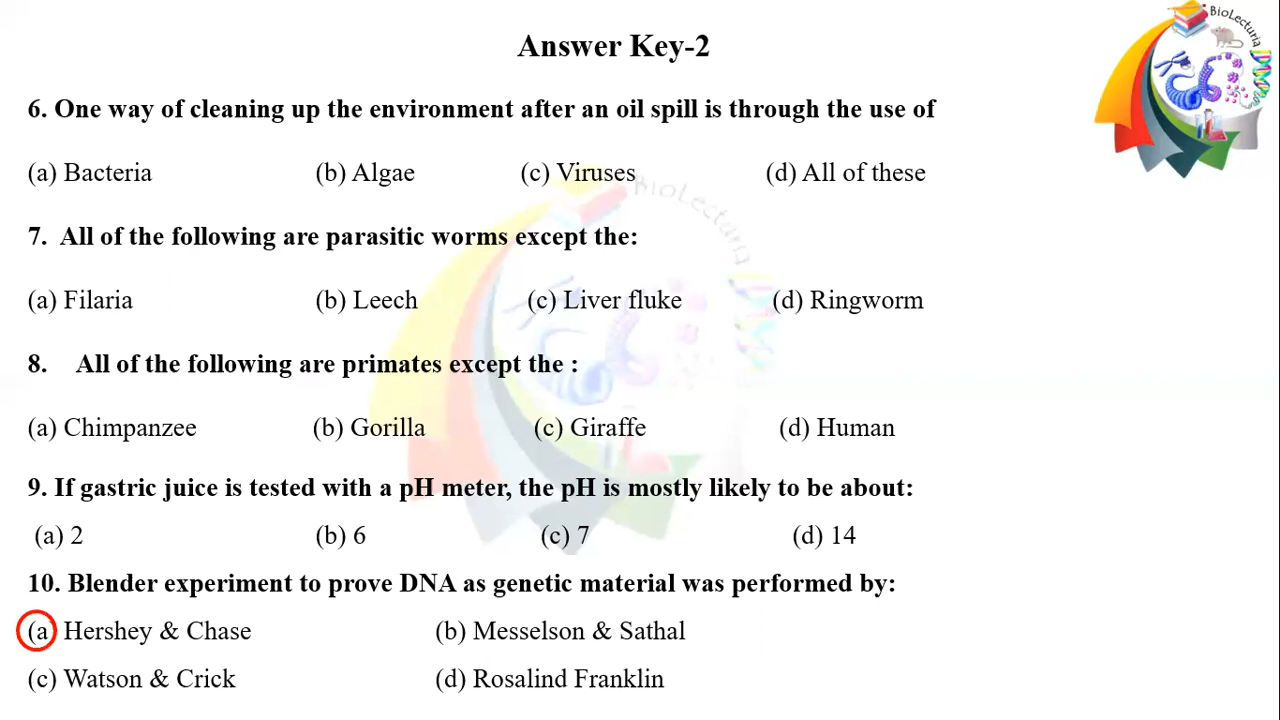 BioLecturia
Answer Key-2
6. One way of cleaning up the environment after an oil spill is through the use of
(a) Bacteria (b) Algae (c) Viruses (d) All of these
BioLecturia
7. All of the following are parasitic worms except the:
(a) Filaria (b) Leech (c) Liver fluke (d) Ringworm
8. All of the following are primates except the :
(a) Chimpanzee (b) Gorilla (c) Giraffe (d) Human
9. If gastric juice is tested with a pH meter, the pH is mostly likely to be about:
(a) 2 (b) 6 (c) 7 (d) 14
10. Blender experiment to prove DNA as genetic material was performed by:
(a) Hershey & Chase (b) Messelson & Sathal
(c) Watson & Crick (d) Rosalind Franklin